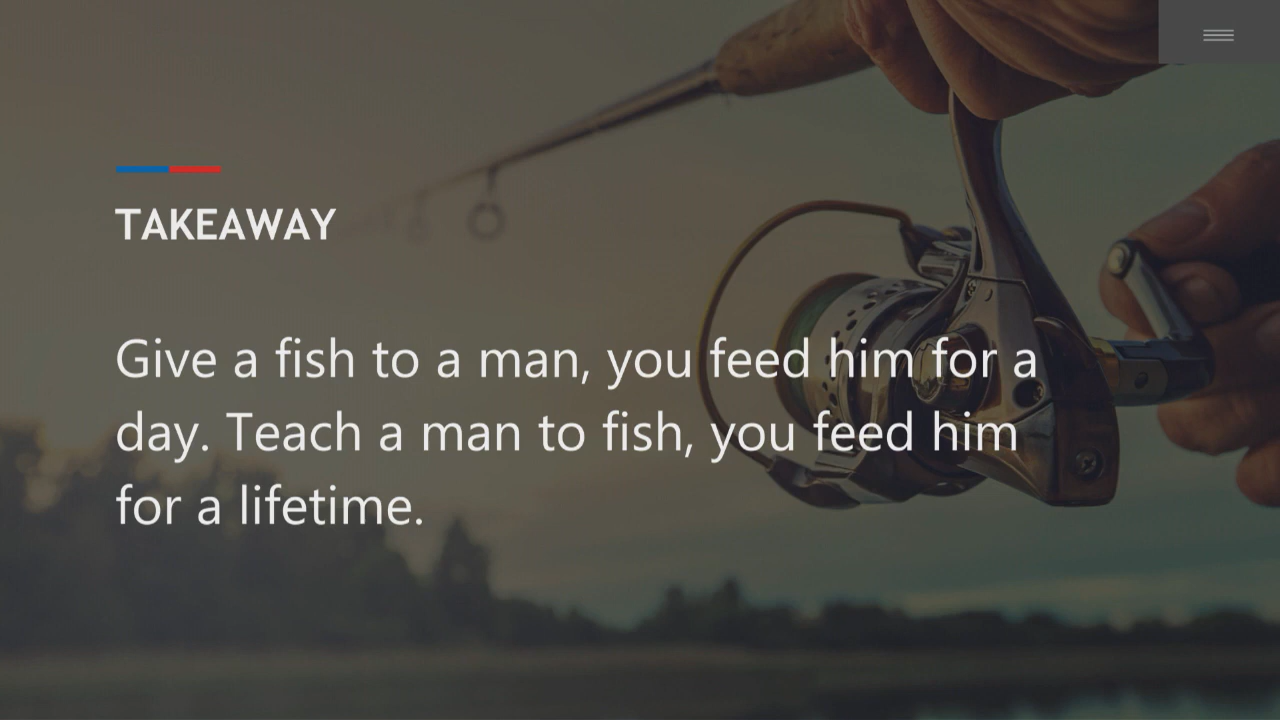 TAKEAWAY
Give a fish to a man, you feed him for a
day. Teach a man to fish, you feed him
for a lifetime.